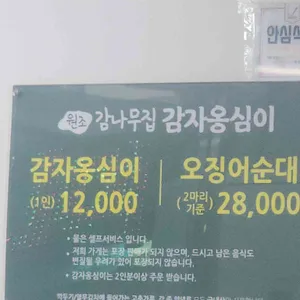 안심식
원조 감나무집 감자옹심이
감자옹심이
(1인) 12,000
오징어순대
(2마리 기준) 28,000
• 물은 셀프서비스 입니다.
• 저희 가게는 포장 판매가 되지 않으며, 드시고 남은 음식도
변질될 우려가 있어 포장되지 않습니다.
• 감자옹심이는 2인분이상 주문 받습니다.